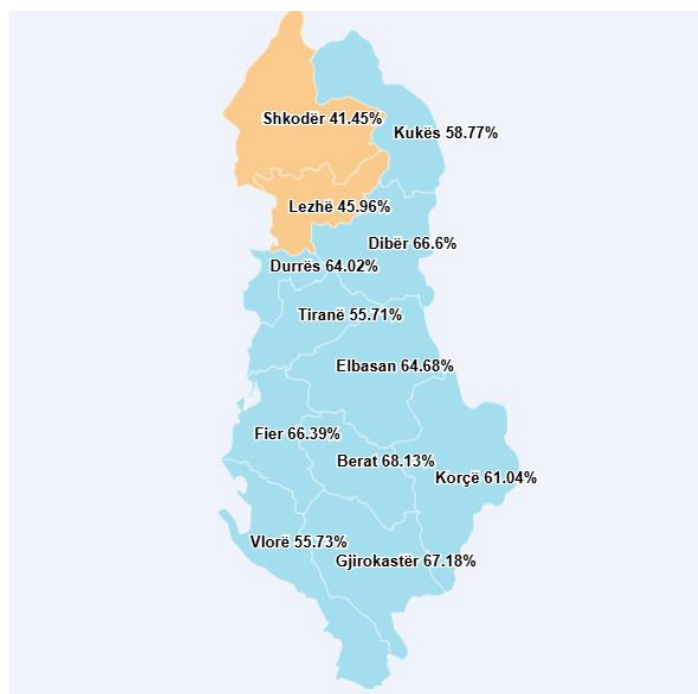 Shkodër 41.45%
Kukës 58.77%
Lezhë 45.96%
Dibër 66.6%
Durrës 64.02%
Tiranë 55.71%
Elbasan 64.68%
Fier 66.39%
Berat 68.13%
Korçë 61.04%
Vlorë 55.73%
Gjirokastër 67.18%